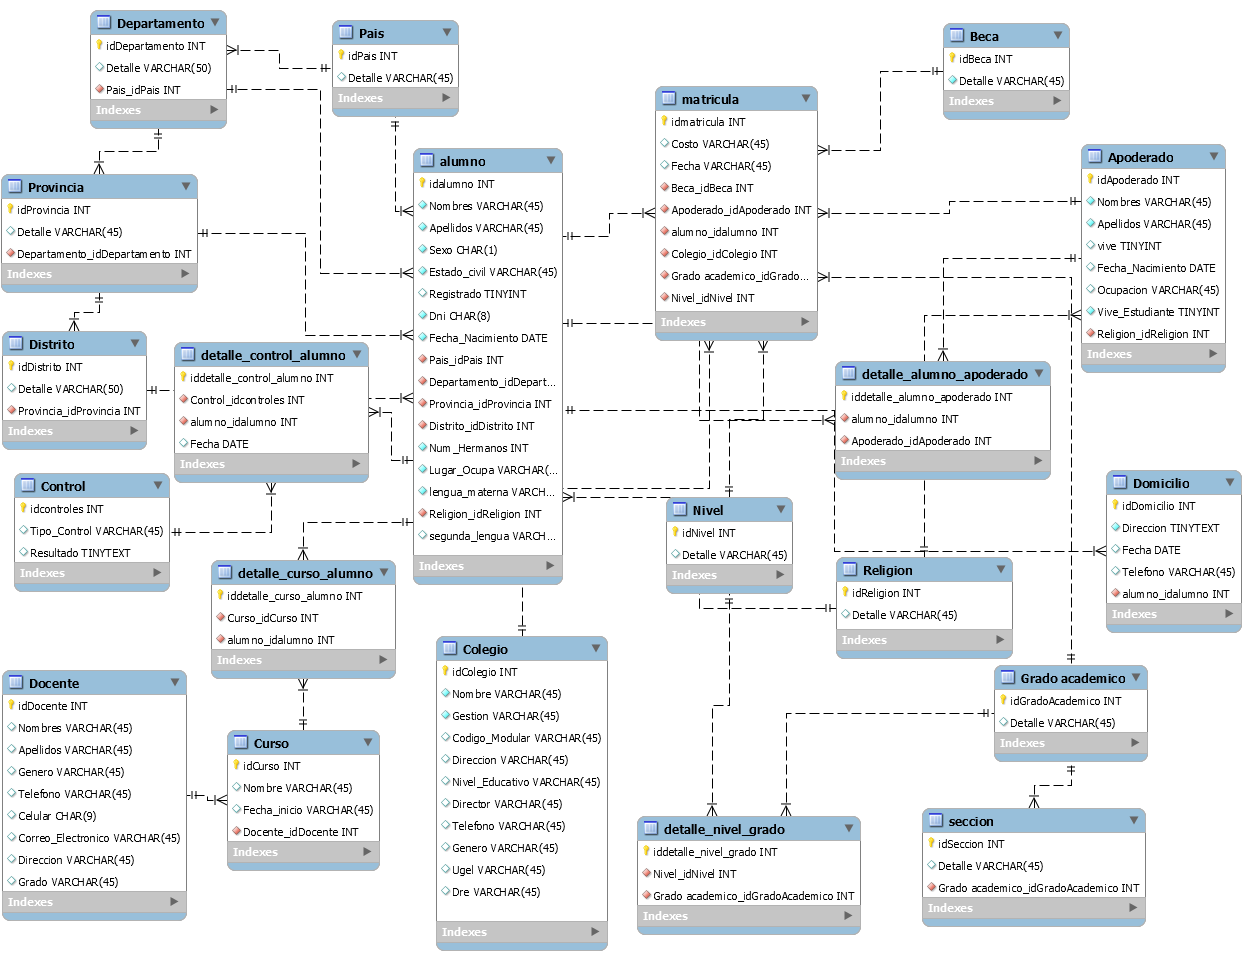 Departamento
idDepartamento INT
Detalle VARCHAR(50)
Pais_idPais INT
Indexes
Pais
idPais INT
Detalle VARCHAR(45)
Indexes
Beca
idBeca INT
Detalle VARCHAR(45)
Indexes
matricula
idmatricula INT
Costo VARCHAR(45)
Fecha VARCHAR(45)
Beca_idBeca INT
Apoderado_idApoderado INT
alumno_idalumno INT
Colegio_idColegio INT
Grado academico_idGrado...
Nivel_idNivel INT
Indexes
Apoderado
idApoderado INT
Nombres VARCHAR(45)
Apellidos VARCHAR(45)
vive TINYINT
Fecha_Nacimiento DATE
Ocupacion VARCHAR(45)
Vive_Estudiante TINYINT
Religion_idReligion INT
Indexes
alumno
idalumno INT
Nombres VARCHAR(45)
Apellidos VARCHAR(45)
Sexo CHAR(1)
Estado_civil VARCHAR(45)
Registrado TINYINT
Dni CHAR(8)
Fecha_Nacimiento DATE
Pais_idPais INT
Departamento_idDepart...
Provincia_idProvincia INT
Distrito_idDistrito INT
Num_Hermanos INT
Lugar_Ocupa VARCHAR(...
lengua_materna VARCH...
Religion_idReligion INT
segunda_lengua VARCH...
Indexes
Provincia
idProvincia INT
Detalle VARCHAR(45)
Departamento_idDepartamento INT
Indexes
Distrito
idDistrito INT
Detalle VARCHAR(50)
Provincia_idProvincia INT
Indexes
detalle_control_alumno
iddetalle_control_alumno INT
Control_idcontroles INT
alumno_idalumno INT
Fecha DATE
Indexes
detalle_alumno_apoderado
iddetalle_alumno_apoderado INT
alumno_idalumno INT
Apoderado_idApoderado INT
Indexes
Control
idcontroles INT
Tipo_Control VARCHAR(45)
Resultado TINYTEXT
Indexes
Domicilio
idDomicilio INT
Direccion TINYTEXT
Fecha DATE
Telefono VARCHAR(45)
alumno_idalumno INT
Indexes
Nivel
idNivel INT
Detalle VARCHAR(45)
Indexes
detalle_curso_alumno
iddetalle_curso_alumno INT
Curso_idCurso INT
alumno_idalumno INT
Indexes
Religion
idReligion INT
Detalle VARCHAR(45)
Indexes
Colegio
idColegio INT
Nombre VARCHAR(45)
Gestion VARCHAR(45)
Codigo_Modular VARCHAR(45)
Direccion VARCHAR(45)
Nivel_Educativo VARCHAR(45)
Director VARCHAR(45)
Telefono VARCHAR(45)
Genero VARCHAR(45)
Ugel VARCHAR(45)
Dre VARCHAR(45)
Indexes
Docente
idDocente INT
Nombres VARCHAR(45)
Apellidos VARCHAR(45)
Genero VARCHAR(45)
Telefono VARCHAR(45)
Celular CHAR(9)
Correo_Electronico VARCHAR(45)
Direccion VARCHAR(45)
Grado VARCHAR(45)
Indexes
Curso
idCurso INT
Nombre VARCHAR(45)
Fecha_inicio VARCHAR(45)
Docente_idDocente INT
Indexes
Grado academico
idGradoAcademico INT
Detalle VARCHAR(45)
Indexes
detalle_nivel_grado
iddetalle_nivel_grado INT
Nivel_idNivel INT
Grado academico_idGradoAcademico INT
Indexes
seccion
idSeccion INT
Detalle VARCHAR(45)
Grado academico_idGradoAcademico INT
Indexes